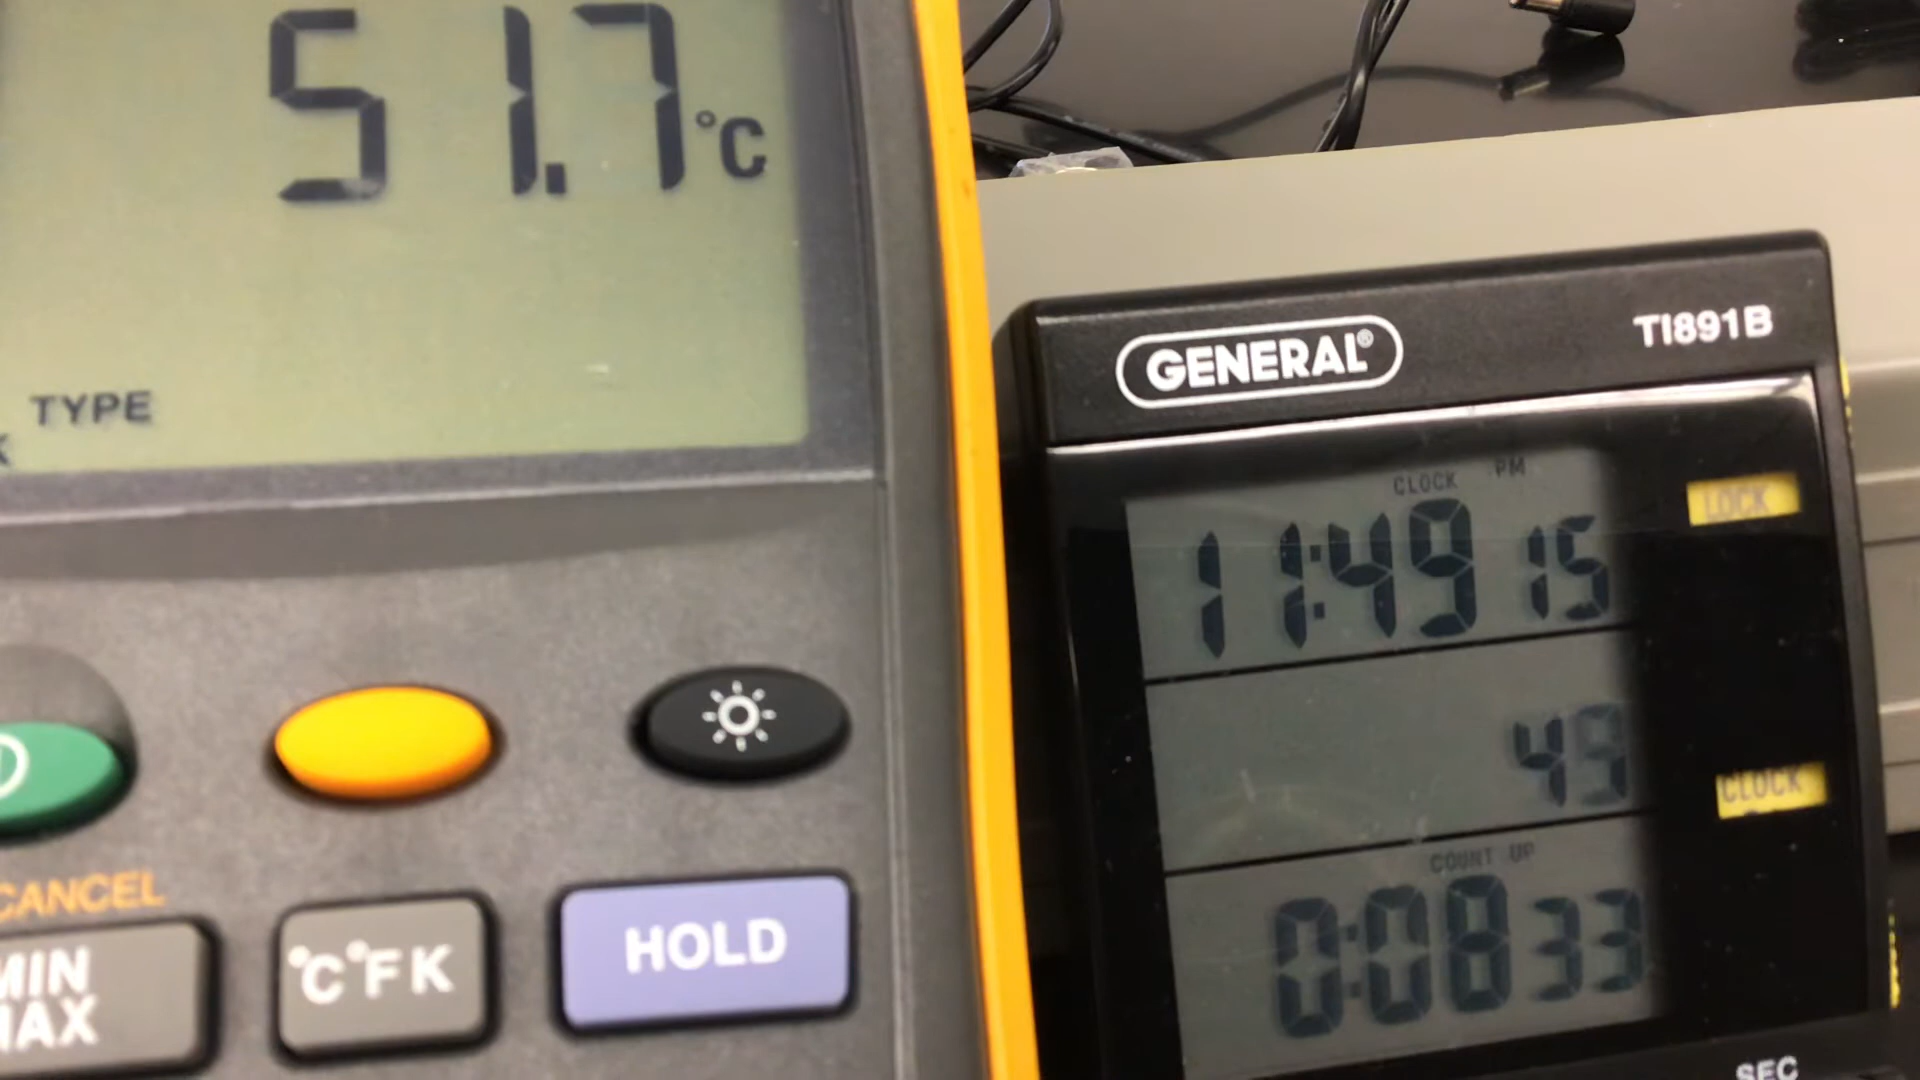 51.7 °C
TYPE
K
CANCEL
MIN
MAX
°C°FK
HOLD
GENERAL®
TI891B
CLOCK PM
11:49 15
LOCK
CLOCK
COUNT UP
0:08 33
SEC